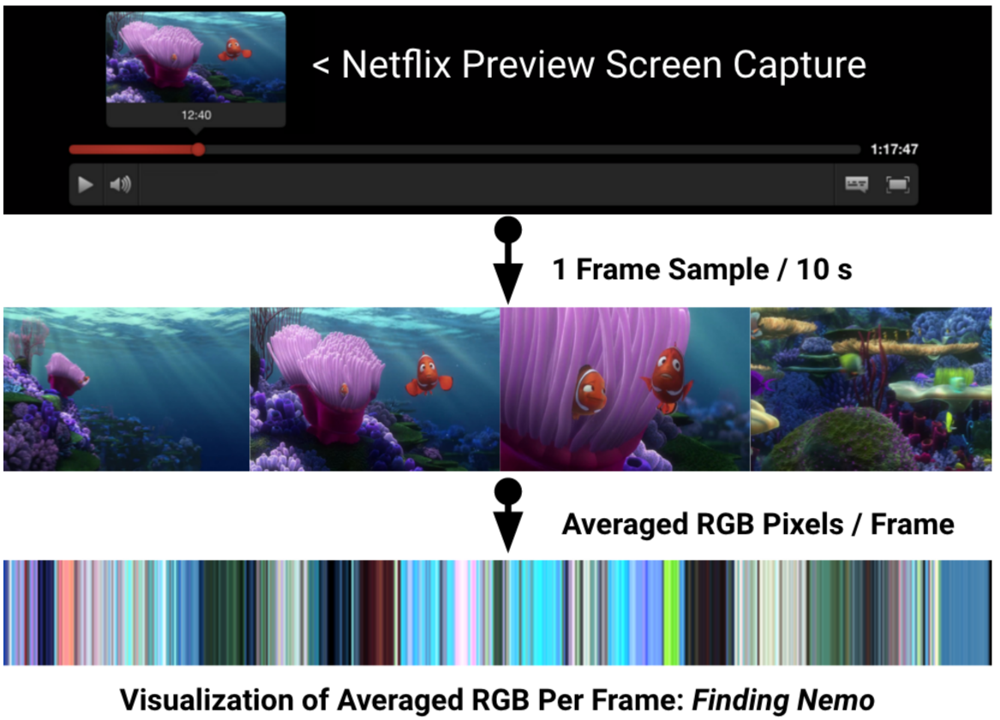 < Netflix Preview Screen Capture
12:40
1:17:47
1 Frame Sample / 10 s
Averaged RGB Pixels / Frame
Visualization of Averaged RGB Per Frame: Finding Nemo